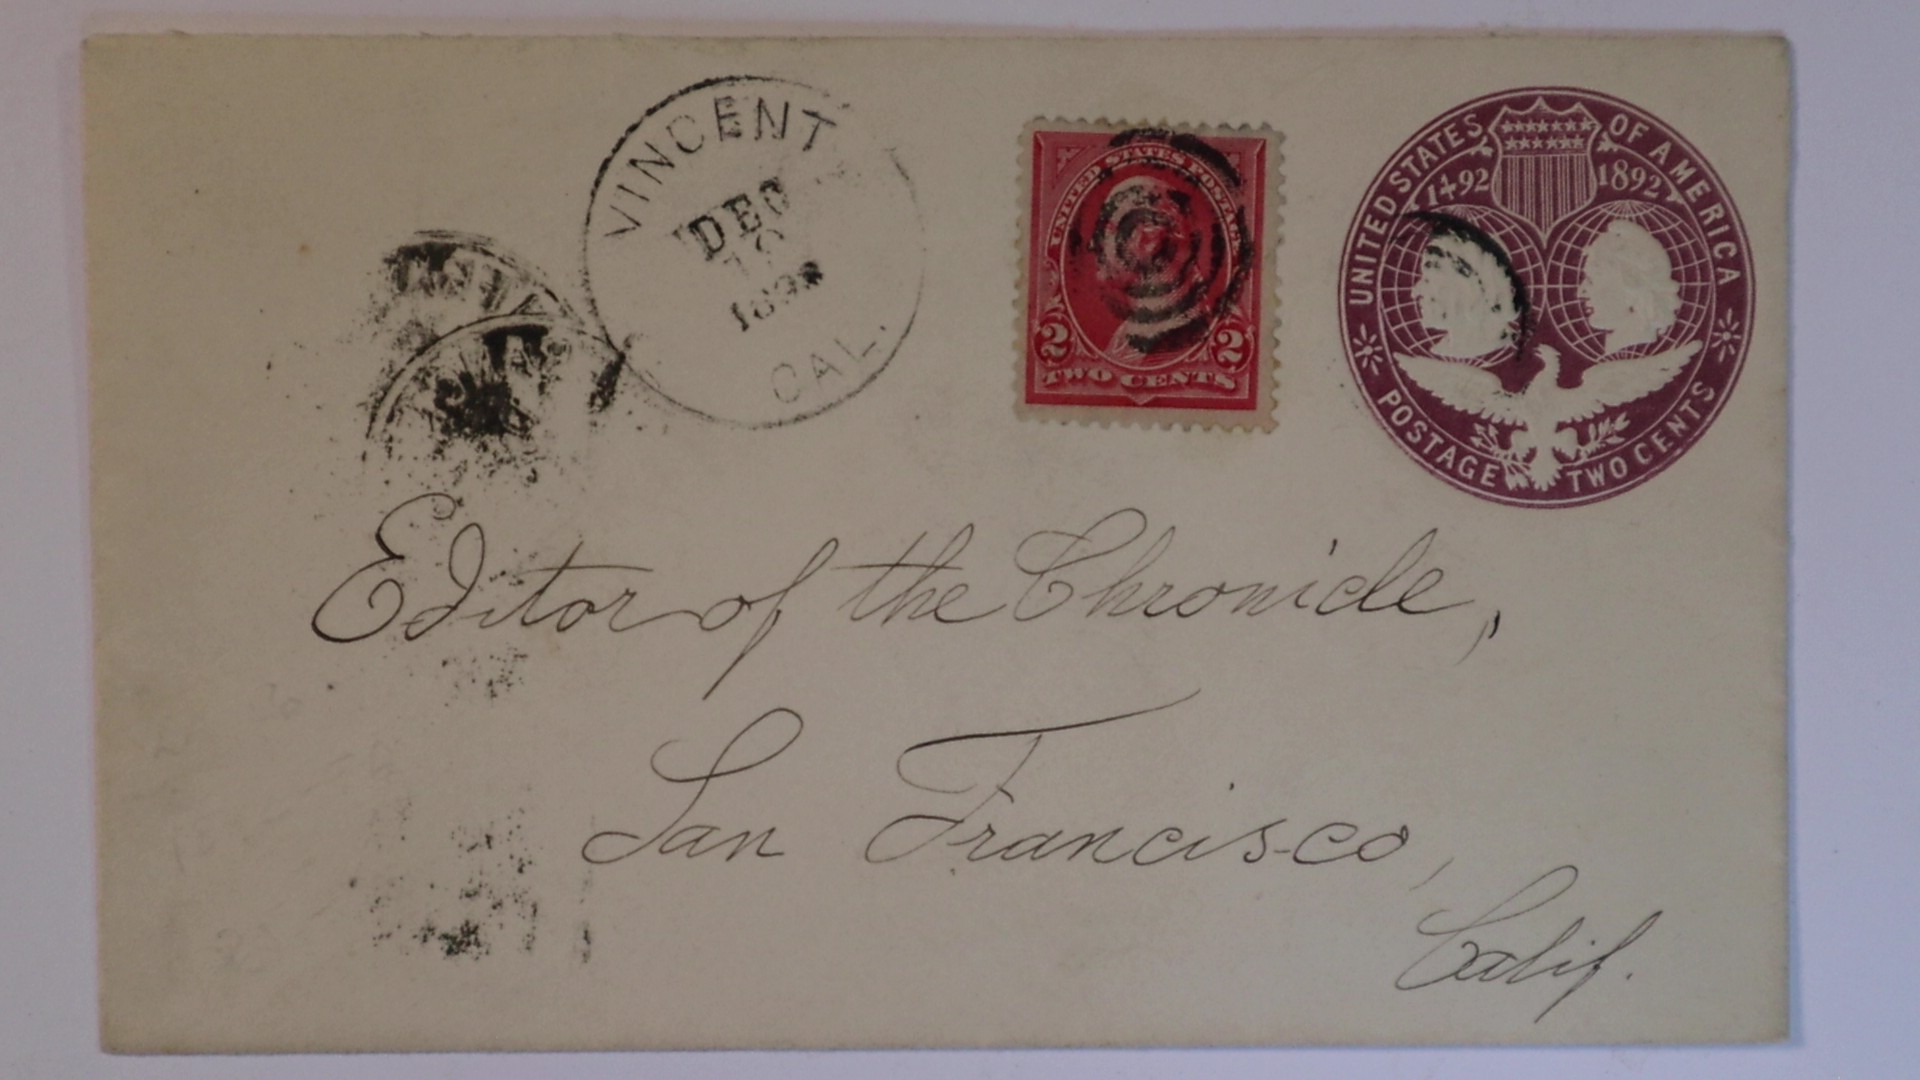 VINCENT
DEC
CAL.
UNITED STATES POSTAGE
2 2
TWO CENTS
UNITED STATES OF AMERICA
1492 1892
POSTAGE TWO CENTS
Editor of the Chronicle,
San Francisco,
Calif.